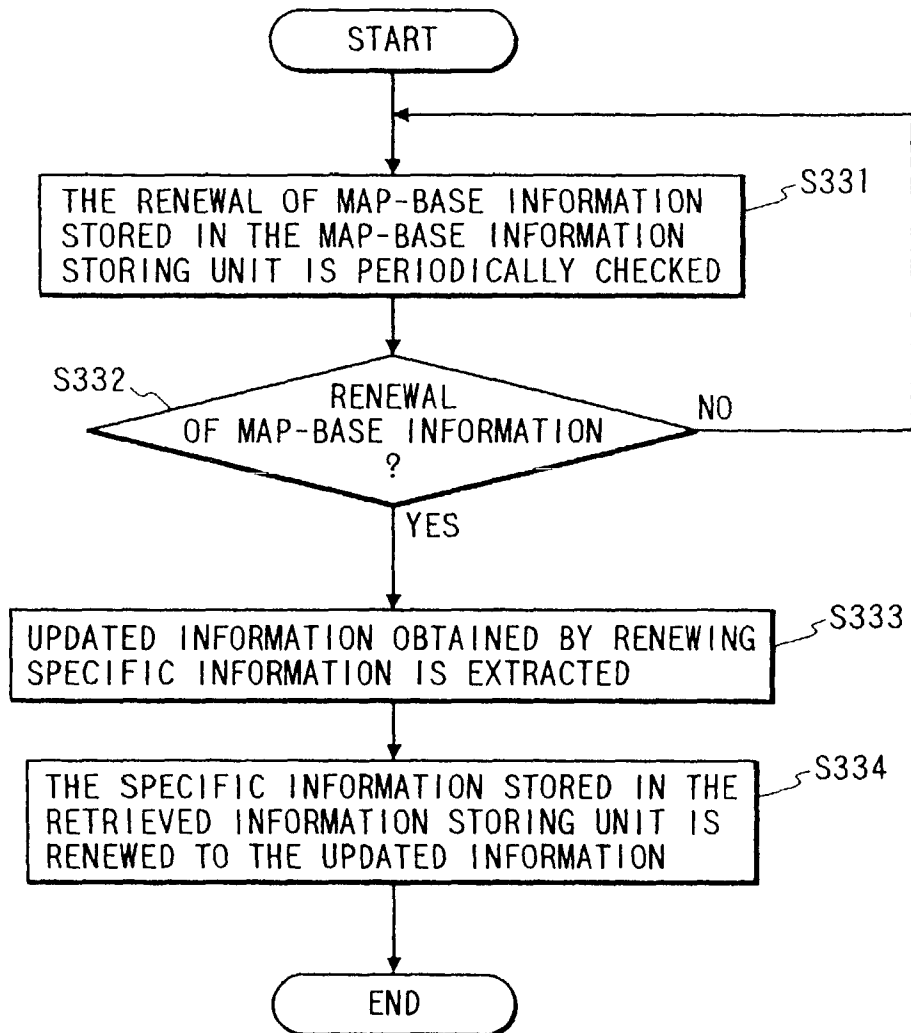 START
THE RENEWAL OF MAP-BASE INFORMATION
STORED IN THE MAP-BASE INFORMATION
STORING UNIT IS PERIODICALLY CHECKED
S331
S332
RENEWAL
OF MAP-BASE INFORMATION
?
NO
YES
UPDATED INFORMATION OBTAINED BY RENEWING
SPECIFIC INFORMATION IS EXTRACTED
S333
THE SPECIFIC INFORMATION STORED IN THE
RETRIEVED INFORMATION STORING UNIT IS
RENEWED TO THE UPDATED INFORMATION
S334
END